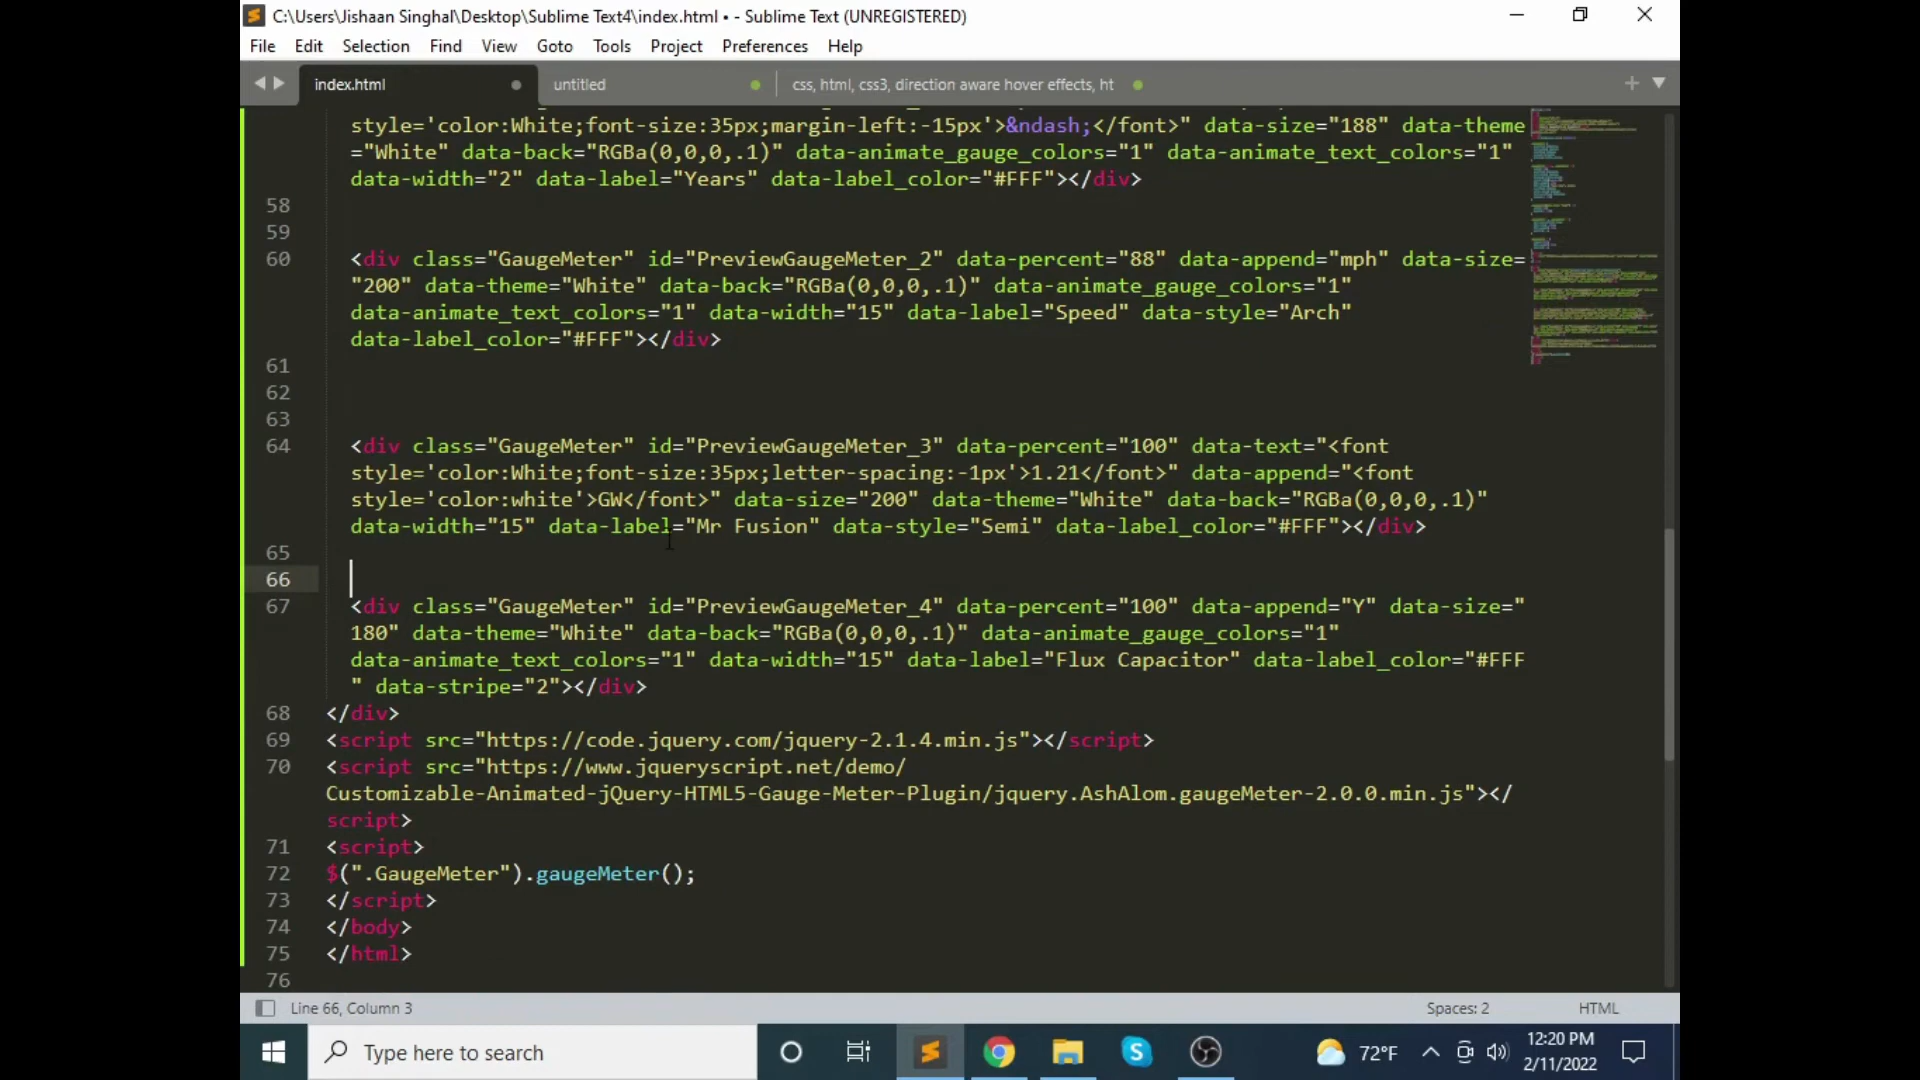 C:\Users\Jishaan Singhal\Desktop\Sublime Text4\index.html • - Sublime Text (UNREGISTERED)
File Edit Selection Find View Goto Tools Project Preferences Help
index.html untitled css, html, css3, direction aware hover effects, ht
style='color:White;font-size:35px;margin-left:-15px'>&ndash;</font>" data-size="188" data-theme
="White" data-back="RGBa(0,0,0,.1)" data-animate_gauge_colors="1" data-animate_text_colors="1"
data-width="2" data-label="Years" data-label_color="#FFF"></div>
58
59
60 <div class="GaugeMeter" id="PreviewGaugeMeter_2" data-percent="88" data-append="mph" data-size=
"200" data-theme="White" data-back="RGBa(0,0,0,.1)" data-animate_gauge_colors="1"
data-animate_text_colors="1" data-width="15" data-label="Speed" data-style="Arch"
data-label_color="#FFF"></div>
61
62
63
64 <div class="GaugeMeter" id="PreviewGaugeMeter_3" data-percent="100" data-text="<font
style='color:White;font-size:35px;letter-spacing:-1px'>1.21</font>" data-append="<font
style='color:white'>GW</font>" data-size="200" data-theme="White" data-back="RGBa(0,0,0,.1)"
data-width="15" data-label="Mr Fusion" data-style="Semi" data-label_color="#FFF"></div>
65
66
67 <div class="GaugeMeter" id="PreviewGaugeMeter_4" data-percent="100" data-append="Y" data-size="
180" data-theme="White" data-back="RGBa(0,0,0,.1)" data-animate_gauge_colors="1"
data-animate_text_colors="1" data-width="15" data-label="Flux Capacitor" data-label_color="#FFF
" data-stripe="2"></div>
68 </div>
69 <script src="https://code.jquery.com/jquery-2.1.4.min.js"></script>
70 <script src="https://www.jqueryscript.net/demo/
Customizable-Animated-jQuery-HTML5-Gauge-Meter-Plugin/jquery.AshAlom.gaugeMeter-2.0.0.min.js"></
script>
71 <script>
72 $(".GaugeMeter").gaugeMeter();
73 </script>
74 </body>
75 </html>
76
Line 66, Column 3 Spaces: 2 HTML
Type here to search 72°F 12:20 PM
2/11/2022